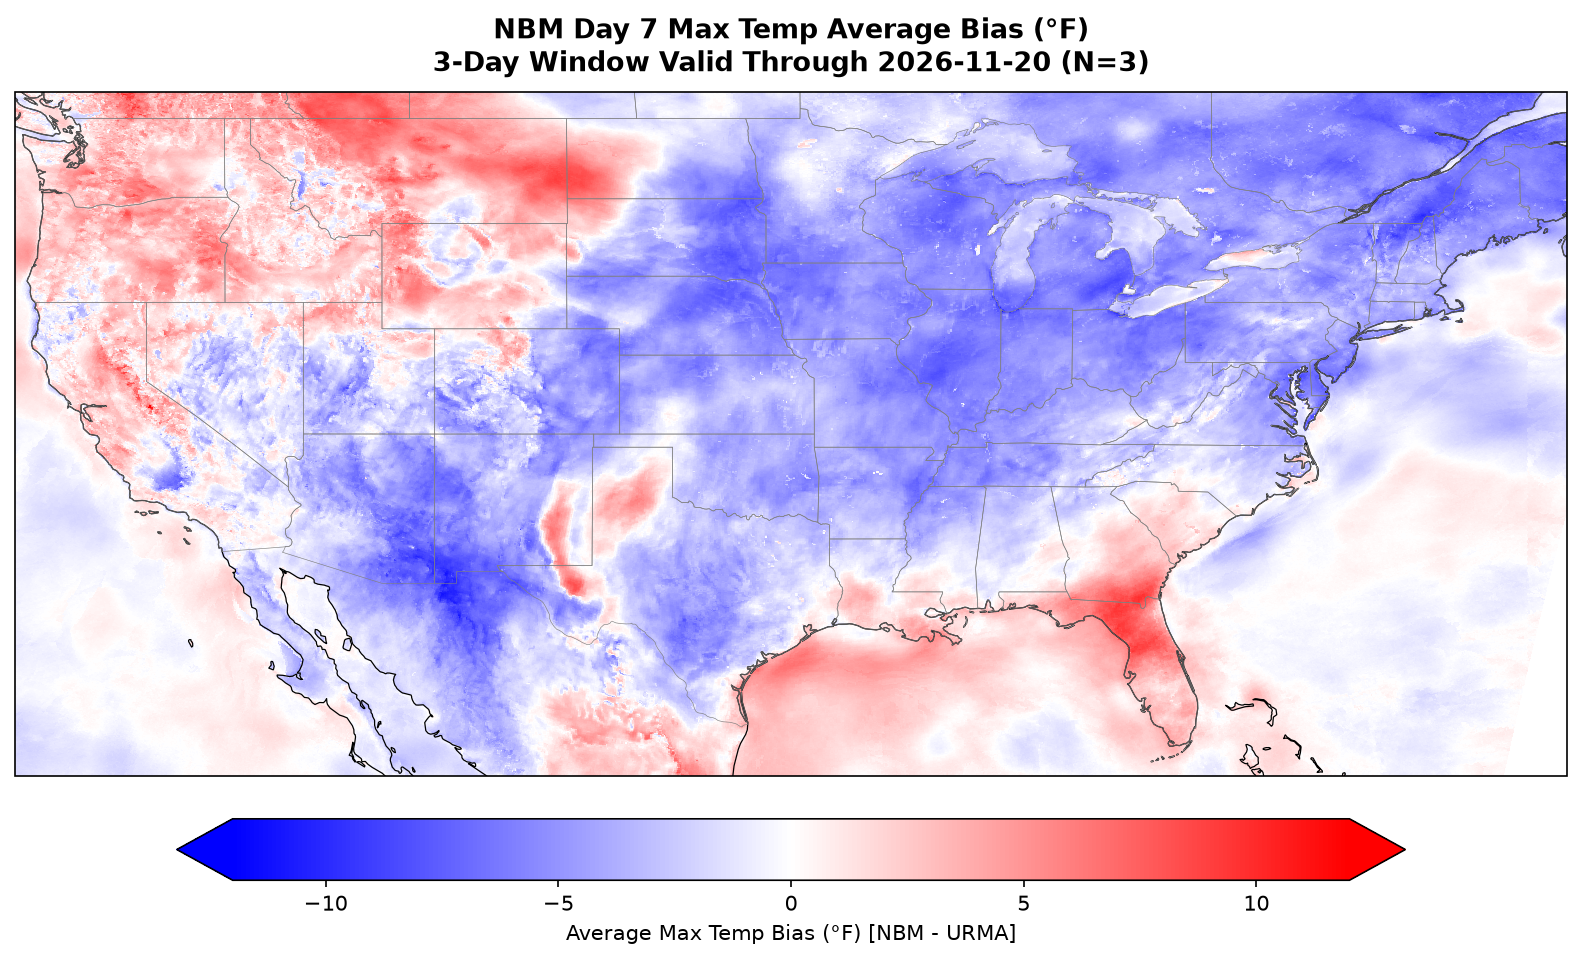 NBM Day 7 Max Temp Average Bias (°F)
3-Day Window Valid Through 2026-11-20 (N=3)
−10 −5 0 5 10
Average Max Temp Bias (°F) [NBM - URMA]